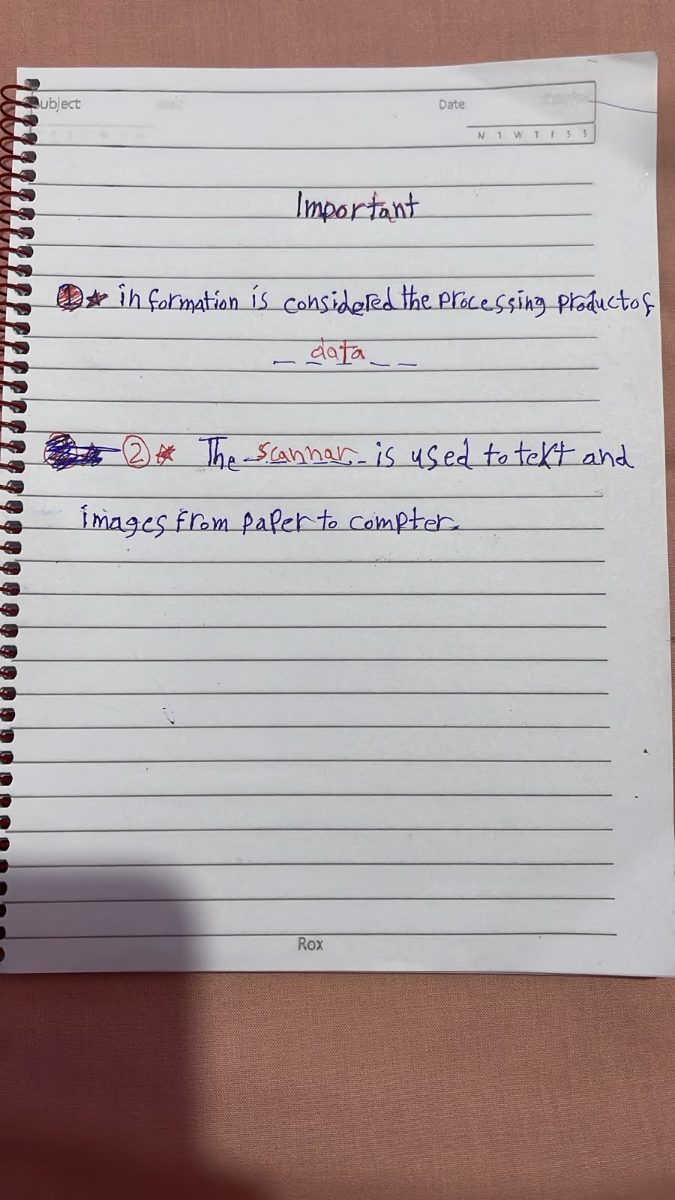 Subject Date
N T W T F S S
Important
1 * information is considered the processing product of
_ data _ _
2 * The scannar is used to tekt and
images from paper to compter.
Rox